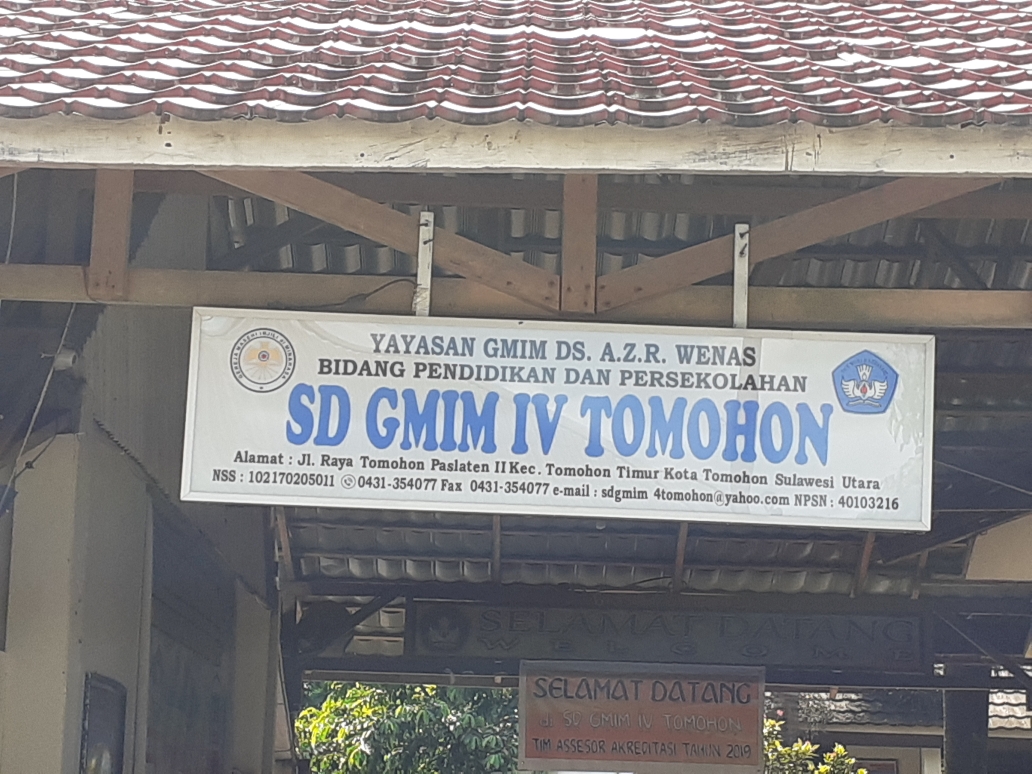 YAYASAN GMIM DS. A.Z.R. WENAS
BIDANG PENDIDIKAN DAN PERSEKOLAHAN
SD GMIM IV TOMOHON
Alamat : Jl. Raya Tomohon Paslaten II Kec. Tomohon Timur Kota Tomohon Sulawesi Utara
NSS : 102170205011 0431-354077 Fax 0431-354077 e-mail : sdgmim 4tomohon@yahoo.com NPSN : 40103216
SELAMAT DATANG
WELCOME
SELAMAT DATANG
di SD GMIM IV TOMOHON
TIM ASSESOR AKREDITASI TAHUN 2019